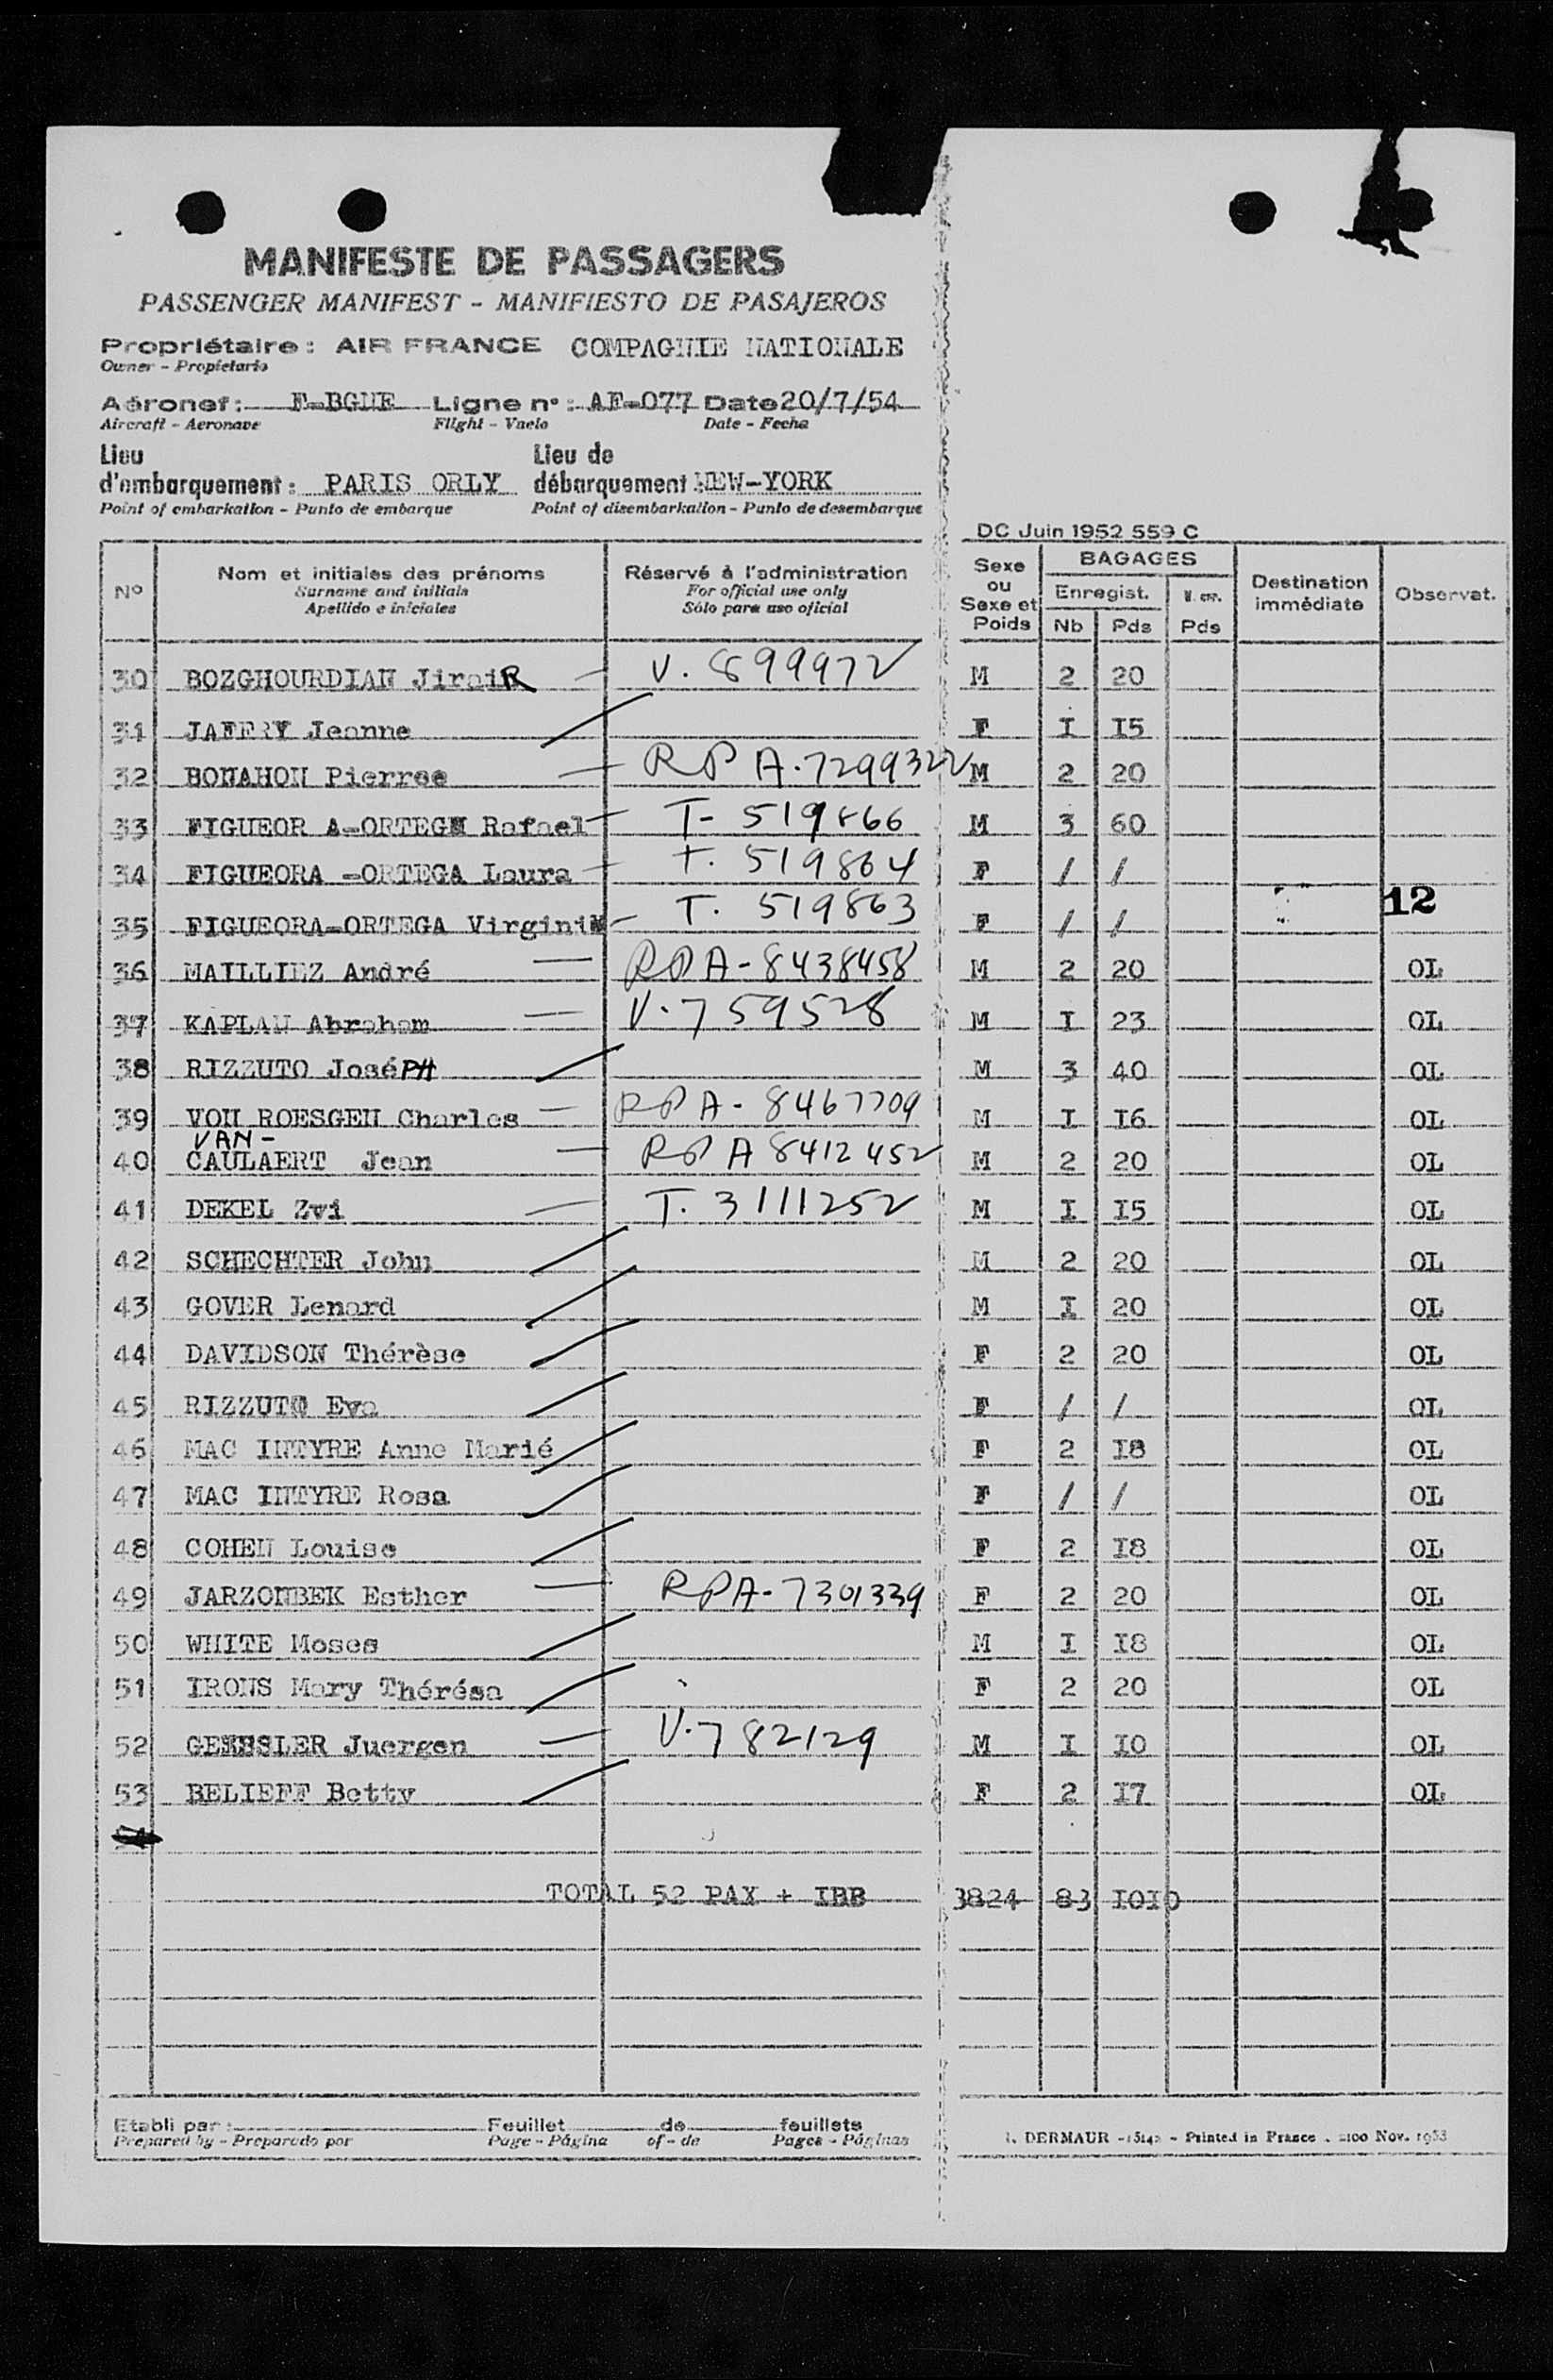 MANIFESTE DE PASSAGERS
PASSENGER MANIFEST - MANIFIESTO DE PASAJEROS
Propriétaire : AIR FRANCE COMPAGNIE NATIONALE
Owner - Propietario
Aéronef : F-BGNE Ligne n° : AF-077 Date 20/7/54
Aircraft - Aeronave Flight - Vuelo Date - Fecha
Lieu d'embarquement : PARIS ORLY Lieu de débarquement NEW-YORK
Point of embarkation - Punto de embarque Point of disembarkation - Punto de desembarque
DC Juin 1952 559 C
N° Nom et initiales des prénoms Réservé à l'administration Sexe ou Sexe et Poids BAGAGES Destination immédiate Observat.
Surname and initials For official use only Enregist.
Apellido e iniciales Sólo para uso oficial Nb Pds Pds
30 BOZGHOURDIAN JiraiR V. 899972 M 2 20
31 JAFERY Jeanne F I I5
32 BONAHON Pierrse RPA-7299322 M 2 20
33 FIGUEOR A-ORTEGA Rafael T- 519866 M 3 60
34 FIGUEORA -ORTEGA Laura T. 519864 F / /
35 FIGUEORA-ORTEGA Virginia T. 519863 F / / 12
36 MAILLIEZ André RPA-8438458 M 2 20 OL
37 KAPLAN Abraham V.759528 M I 23 OL
38 RIZZUTO JoséPH M 3 40 OL
39 VON ROESGEN Charles RPA-8467709 M I I6 OL
40 VAN- CAULAERT Jean RPA 8412452 M 2 20 OL
41 DEKEL Zvi T. 3111252 M I I5 OL
42 SCHECHTER John M 2 20 OL
43 GOVER Lenard M I 20 OL
44 DAVIDSON Thérèse F 2 20 OL
45 RIZZUTO Eva F / / OL
46 MAC INTYRE Anne Marié F 2 I8 OL
47 MAC INTYRE Rosa F / / OL
48 COHEN Louise F 2 I8 OL
49 JARZONBEK Esther RPA-7301339 F 2 20 OL
50 WHITE Moses M I I8 OL
51 IRONS Mary Thérésa F 2 20 OL
52 GENSSLER Juergen V.782129 M I I0 OL
53 BELIEFF Betty F 2 I7 OL
TOTAL 52 PAX + IBB 3824 83 I0I0
Etabli par : Feuillet de feuillets
Prepared by - Preparado por Page - Página of - de Pages - Páginas
DERMAUR - Printed in France Nov. 1953